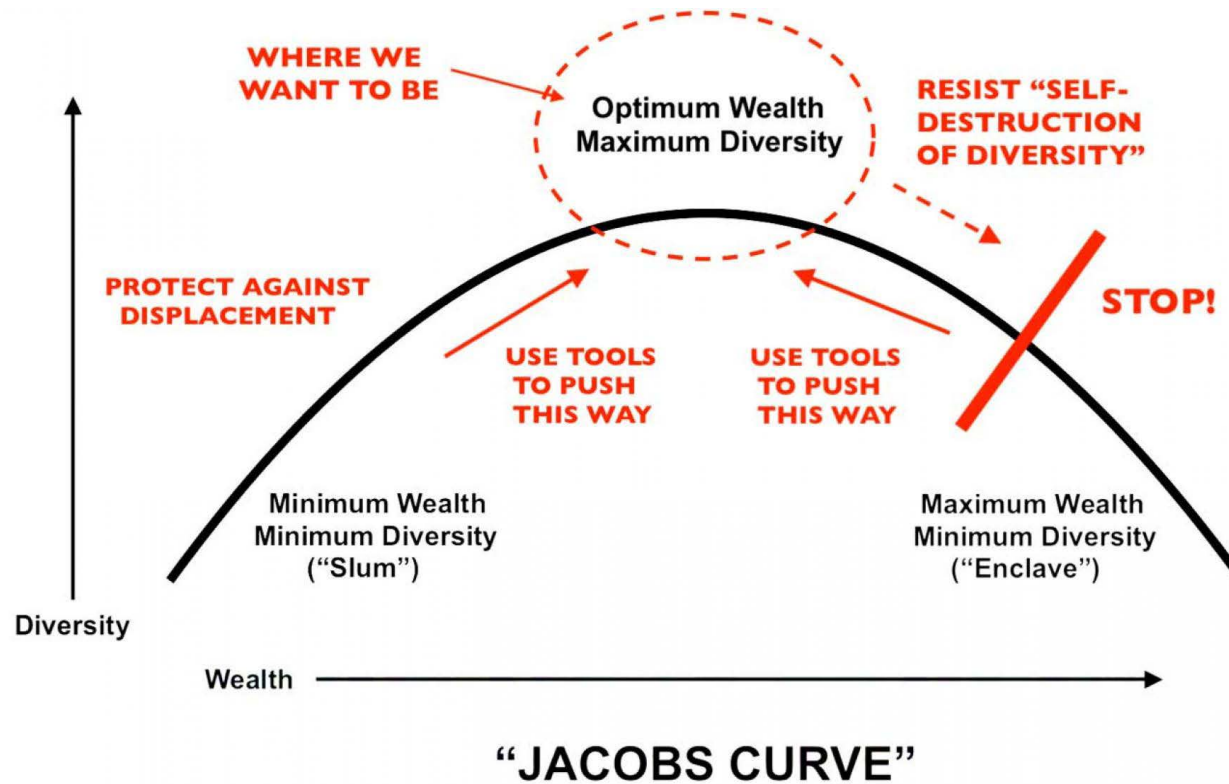 WHERE WE
WANT TO BE
Optimum Wealth
Maximum Diversity
RESIST “SELF-
DESTRUCTION
OF DIVERSITY”
PROTECT AGAINST
DISPLACEMENT
STOP!
USE TOOLS
TO PUSH
THIS WAY
USE TOOLS
TO PUSH
THIS WAY
Minimum Wealth
Minimum Diversity
(“Slum”)
Maximum Wealth
Minimum Diversity
(“Enclave”)
Diversity
Wealth
“JACOBS CURVE”